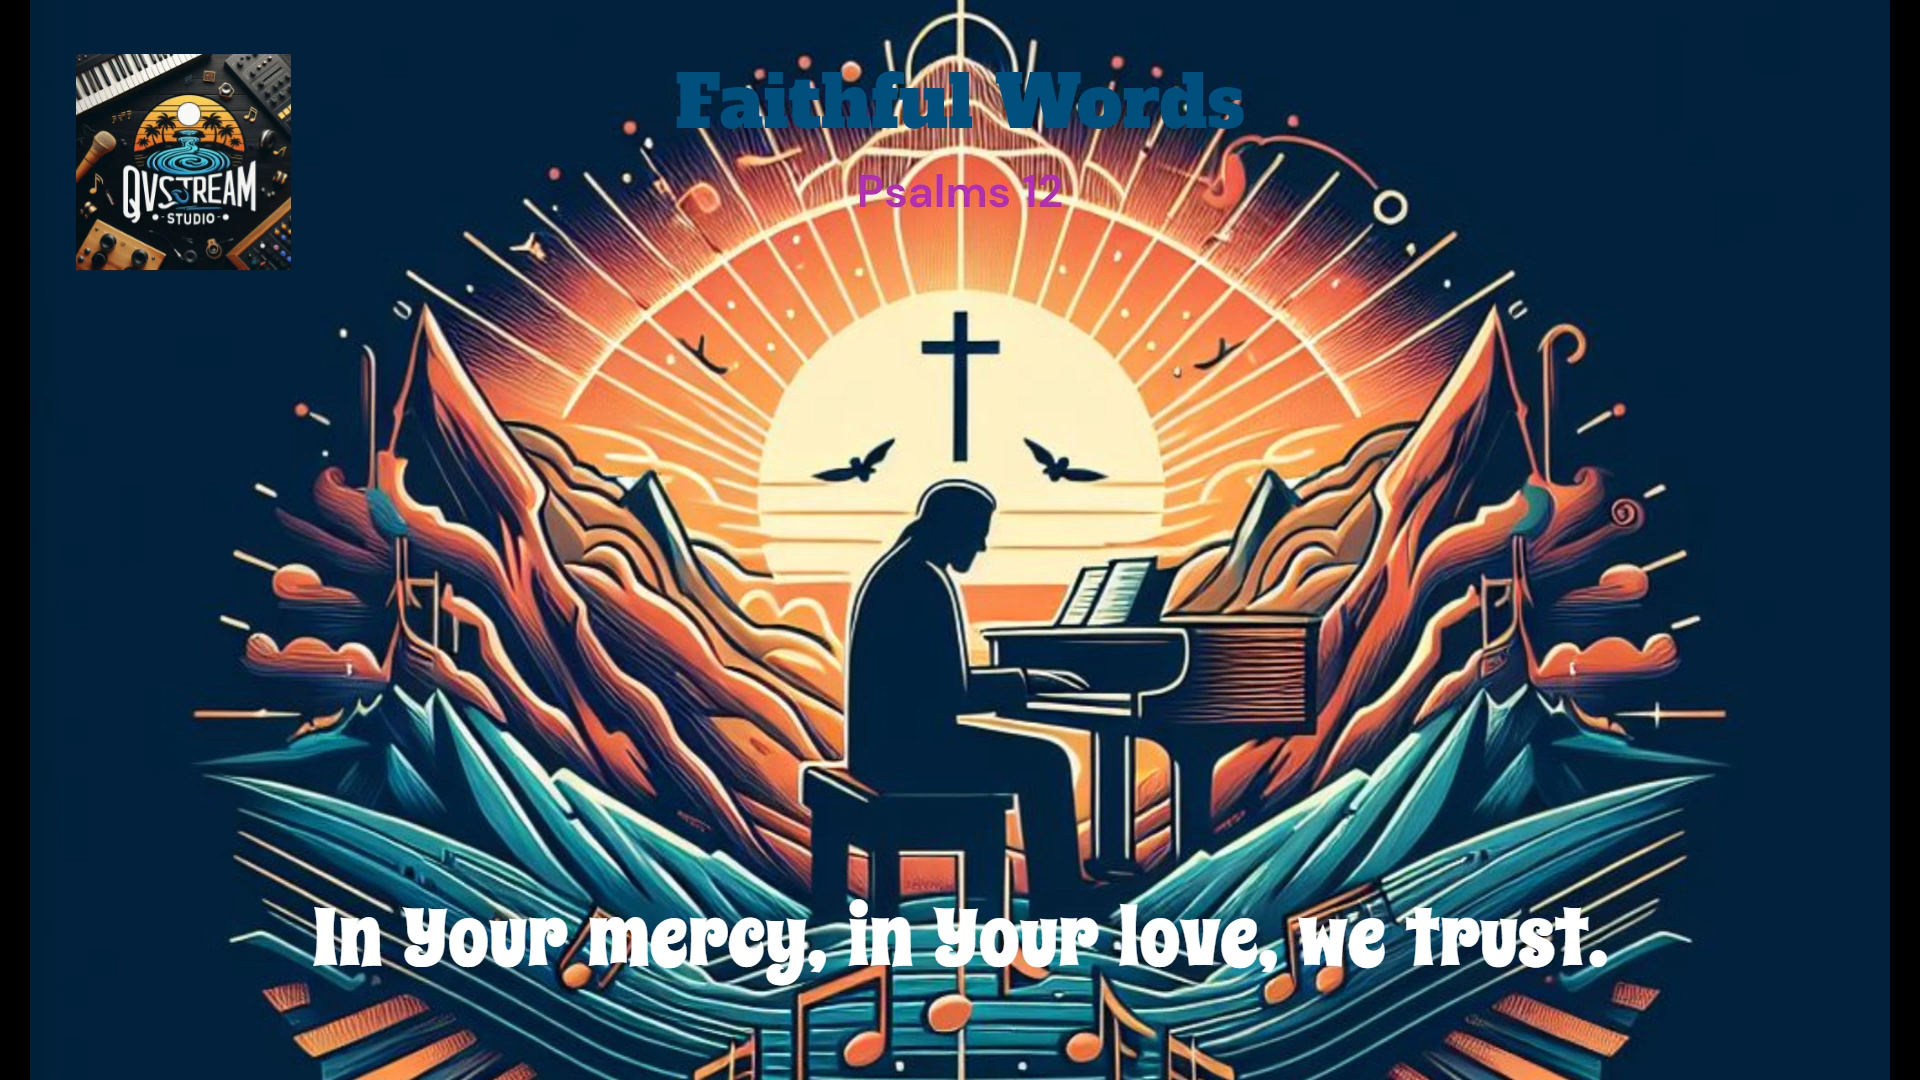 Faithful Words
Psalms 12
QVSTREAM
STUDIO
In Your mercy, in Your love, we trust.